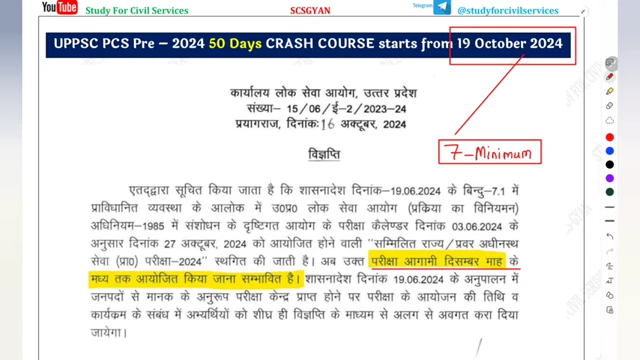 YouTube Study For Civil Services SCSGYAN Telegram @studyforcivilservices
UPPSC PCS Pre – 2024 50 Days CRASH COURSE starts from 19 October 2024
कार्यालय लोक सेवा आयोग, उत्तर प्रदेश
संख्या – 15/06/ई-2/2023-24
प्रयागराज, दिनांक: 16 अक्टूबर, 2024
7 – Minimum
विज्ञप्ति
एतद्द्वारा सूचित किया जाता है कि शासनादेश दिनांक-19.06.2024 के बिन्दु-7.1 में
प्राविधानित व्यवस्था के आलोक में उ0प्र0 लोक सेवा आयोग (प्रक्रिया का विनियमन)
अधिनियम-1985 में संशोधन के दृष्टिगत आयोग के परीक्षा कैलेण्डर दिनांक 03.06.2024 के
अनुसार दिनांक 27 अक्टूबर, 2024 को आयोजित होने वाली "सम्मिलित राज्य/प्रवर अधीनस्थ
सेवा (प्रा0) परीक्षा-2024" स्थगित की जाती है। अब उक्त परीक्षा आगामी दिसम्बर माह के
मध्य तक आयोजित किया जाना सम्भावित है। शासनादेश दिनांक 19.06.2024 के अनुपालन में
जनपदों से मानक के अनुरूप परीक्षा केन्द्र प्राप्त होने पर परीक्षा के आयोजन की तिथि व
कार्यक्रम के संबंध में अभ्यर्थियों को शीघ्र ही विज्ञप्ति के माध्यम से अलग से अवगत करा दिया
जायेगा।